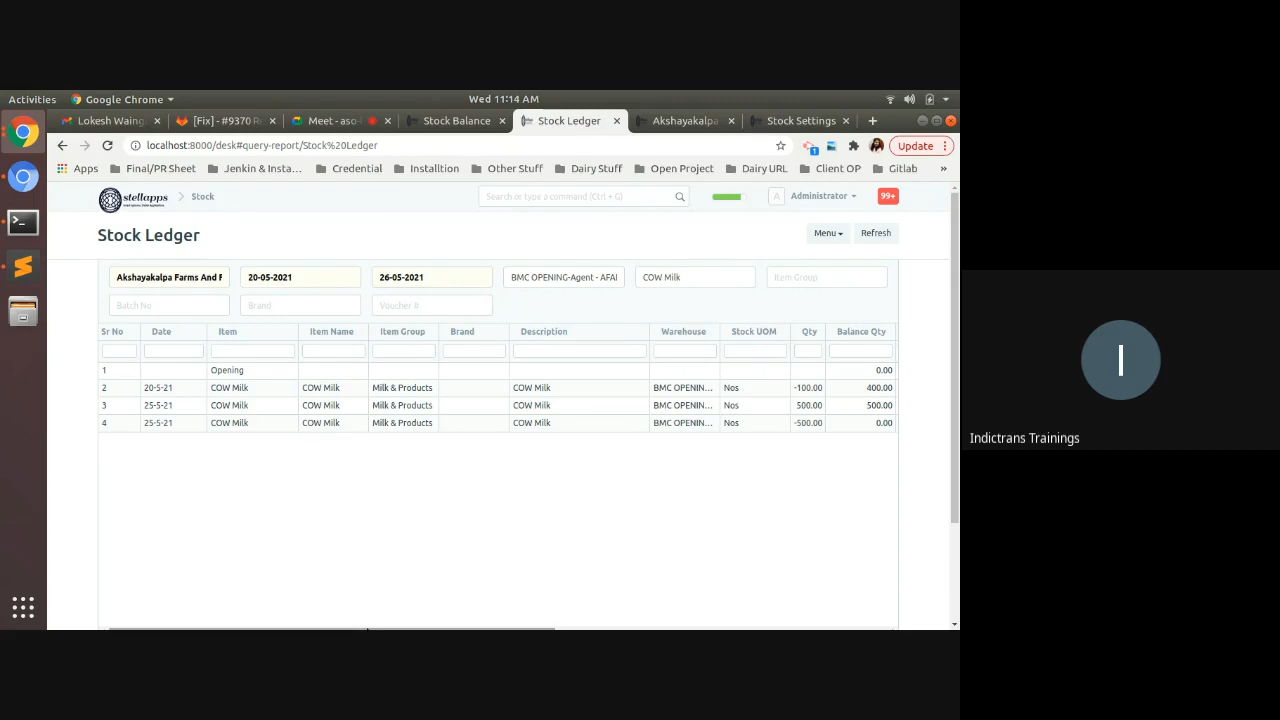 Activities Google Chrome Wed 11:14 AM
Lokesh Waing × [Fix] - #9370 Re × Meet - aso- × Stock Balance × Stock Ledger × Akshayakalpa × Stock Settings × +
localhost:8000/desk#query-report/Stock%20Ledger 1 Update
Apps Final/PR Sheet Jenkin & Insta... Credential Installtion Other Stuff Dairy Stuff Open Project Dairy URL Client OP Gitlab »
stellapps Stock Search or type a command (Ctrl + G) A Administrator 99+
Stock Ledger Menu Refresh
Akshayakalpa Farms And F 20-05-2021 26-05-2021 BMC OPENING-Agent - AFAI COW Milk Item Group
Batch No Brand Voucher #
Sr No Date Item Item Name Item Group Brand Description Warehouse Stock UOM Qty Balance Qty
1 Opening 0.00
2 20-5-21 COW Milk COW Milk Milk & Products COW Milk BMC OPENIN... Nos -100.00 400.00
3 25-5-21 COW Milk COW Milk Milk & Products COW Milk BMC OPENIN... Nos 500.00 500.00
4 25-5-21 COW Milk COW Milk Milk & Products COW Milk BMC OPENIN... Nos -500.00 0.00
I
Indictrans Trainings